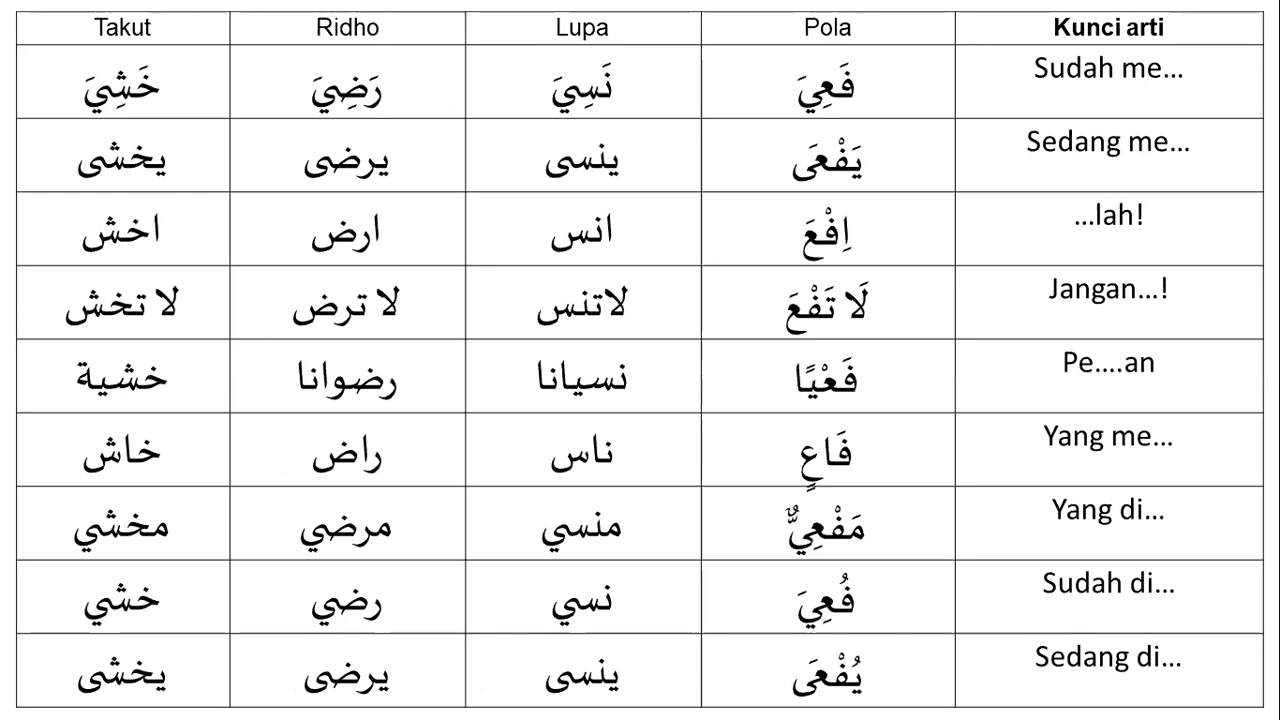 Takut Ridho Lupa Pola Kunci arti
خَشِيَ رَضِيَ نَسِيَ فَعِيَ Sudah me...
يخشى يرضى ينسى يَفْعَى Sedang me...
اخش ارض انس اِفْعَ ...lah!
لا تخش لا ترض لاتنس لَا تَفْعَ Jangan...!
خشية رضوانا نسيانا فَعْيًا Pe....an
خاش راض ناس فَاعٍ Yang me...
مخشي مرضي منسي مَفْعِيٌّ Yang di...
خشي رضي نسي فُعِيَ Sudah di...
يخشى يرضى ينسى يُفْعَى Sedang di...